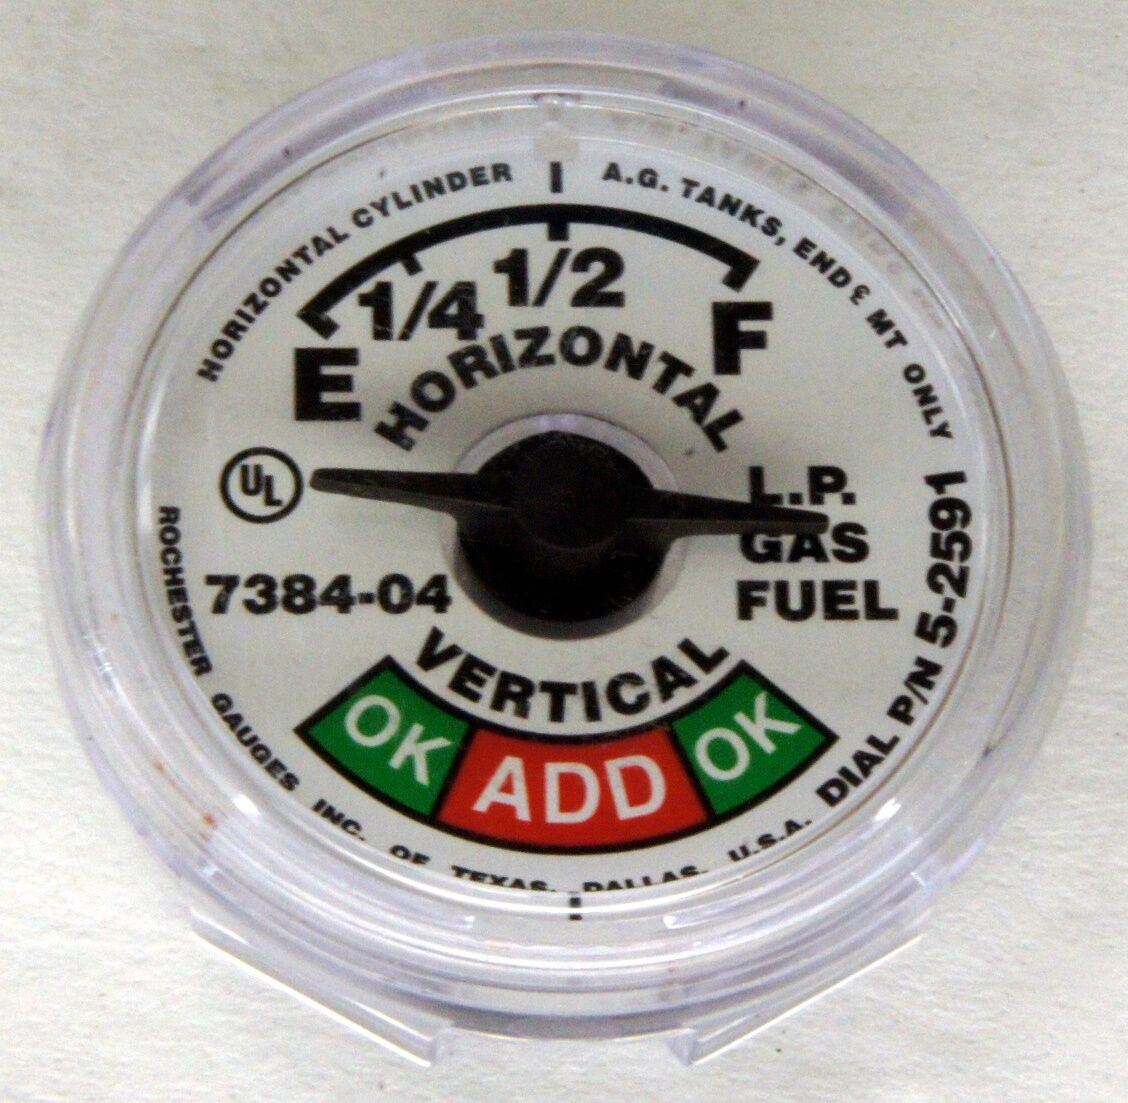 HORIZONTAL CYLINDER
A.G. TANKS, END MT ONLY
1/4 1/2
E F
HORIZONTAL
UL
L.P.
GAS
FUEL
7384-04
VERTICAL
OK ADD OK
ROCHESTER GAUGES INC. OF TEXAS, DALLAS, U.S.A.
DIAL P/N 5-2591